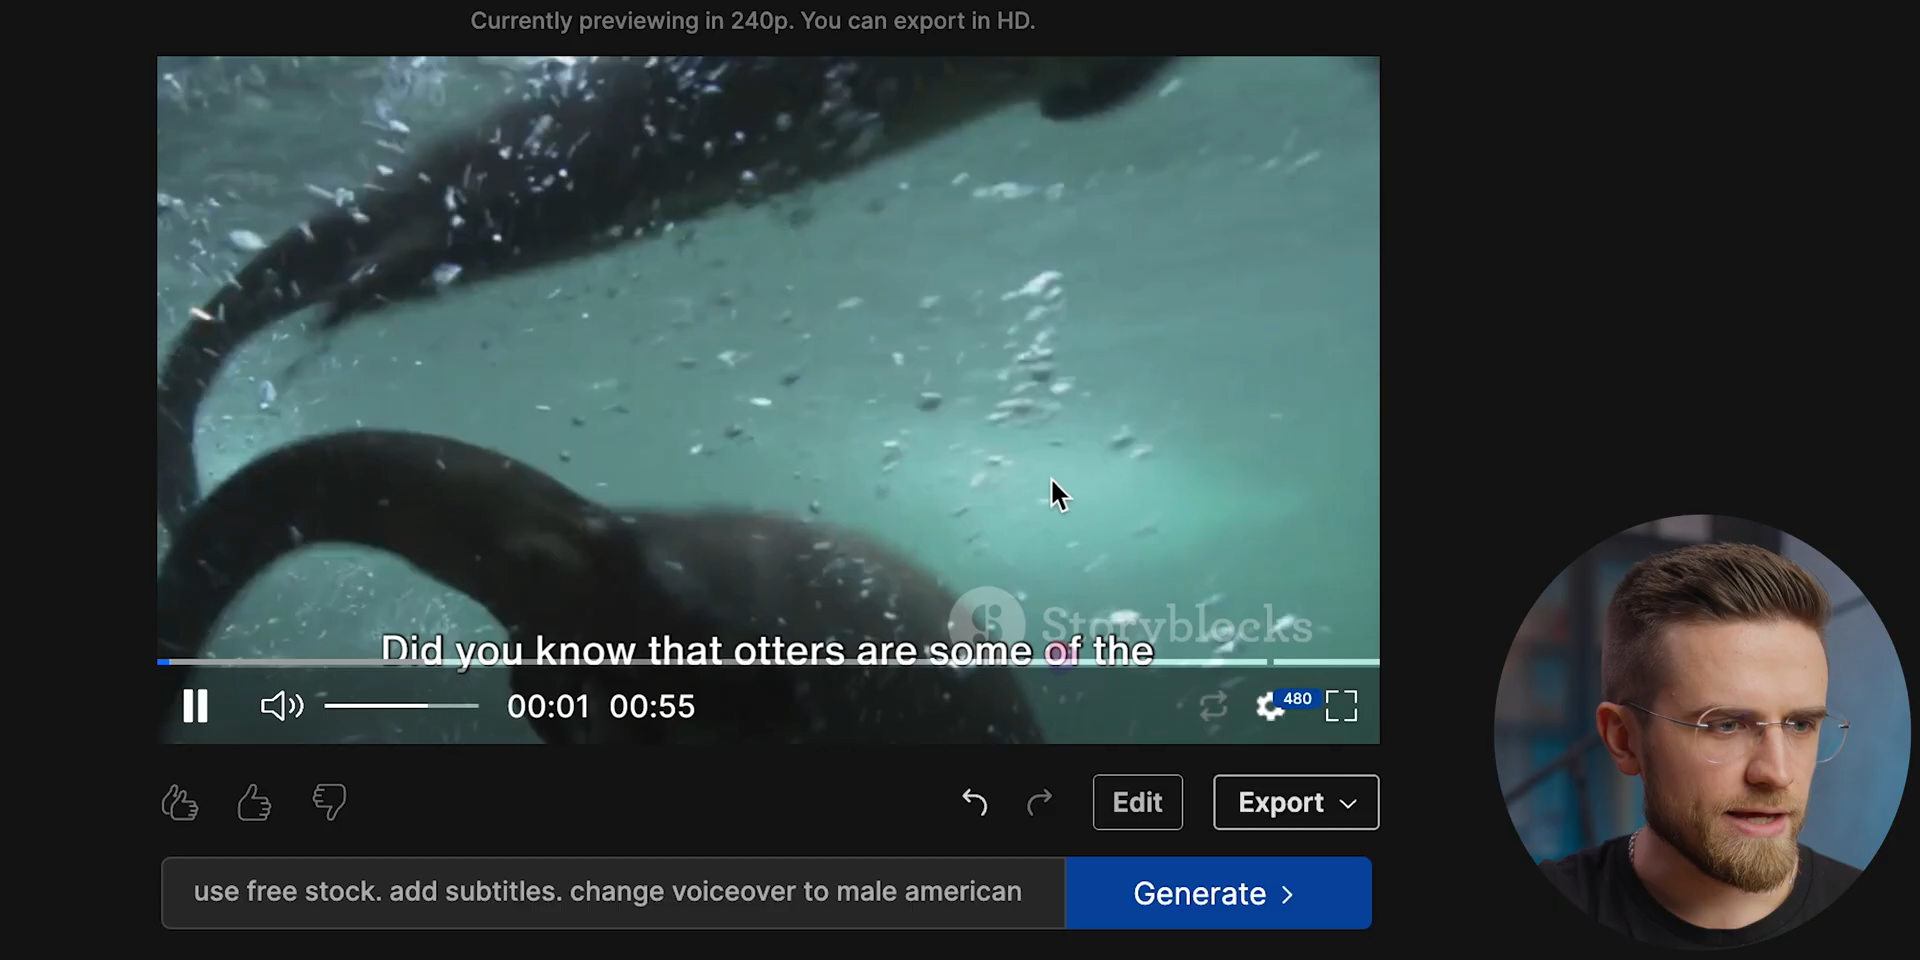 Currently previewing in 240p. You can export in HD.
Storyblocks
Did you know that otters are some of the
00:01 00:55
480
Edit
Export
use free stock. add subtitles. change voiceover to male american
Generate